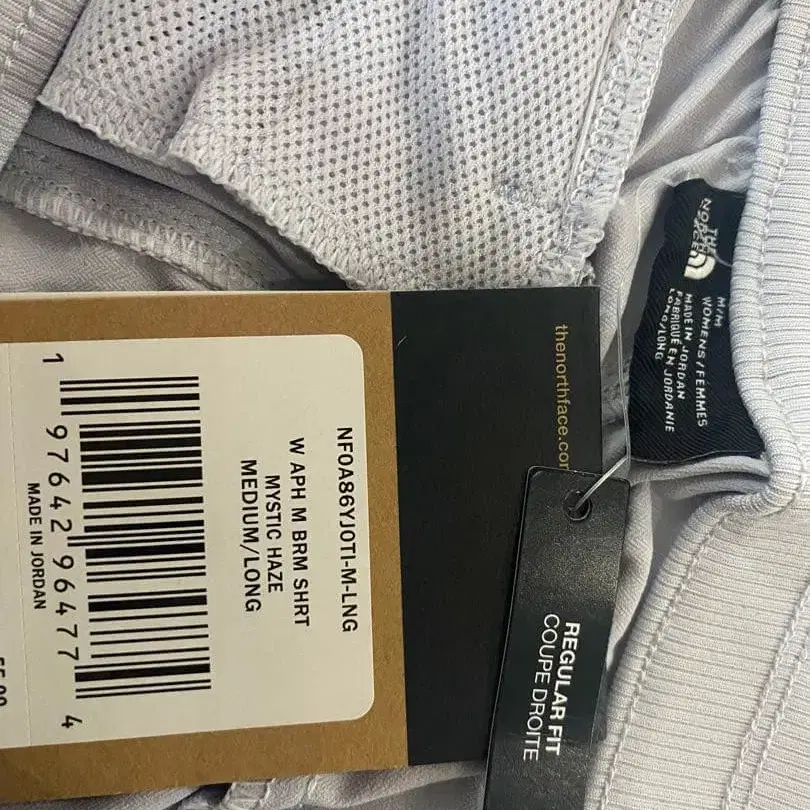 NF0A86YJ0TI-M-LNG
W APH M BRM SHRT
MYSTIC HAZE
MEDIUM/LONG
1 97642 96477 4
MADE IN JORDAN
thenorthface.co
REGULAR FIT
COUPE DROITE
THE
NORTH
FACE
M/M
WOMENS/FEMMES
MADE IN JORDAN
FABRIQUÉ EN JORDANIE
LONG/LONG